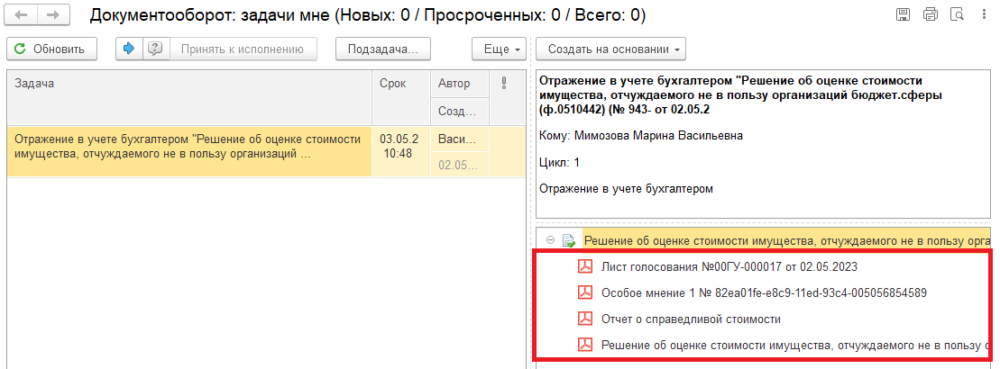 Документооборот: задачи мне (Новых: 0 / Просроченных: 0 / Всего: 0)
Обновить
Принять к исполнению
Подзадача...
Еще
Создать на основании
Задача
Срок
Автор
Созд...
Отражение в учете бухгалтером "Решение об оценке стоимости
имущества, отчуждаемого не в пользу организаций ...
03.05.2
10:48
Васи...
02.05...
Отражение в учете бухгалтером "Решение об оценке стоимости
имущества, отчуждаемого не в пользу организаций бюджет.сферы
(ф.0510442) (№ 943- от 02.05.2
Кому: Мимозова Марина Васильевна
Цикл: 1
Отражение в учете бухгалтером
Решение об оценке стоимости имущества, отчуждаемого не в пользу орга
Лист голосования №00ГУ-000017 от 02.05.2023
Особое мнение 1 № 82ea01fe-e8c9-11ed-93c4-005056854589
Отчет о справедливой стоимости
Решение об оценке стоимости имущества, отчуждаемого не в пользу о